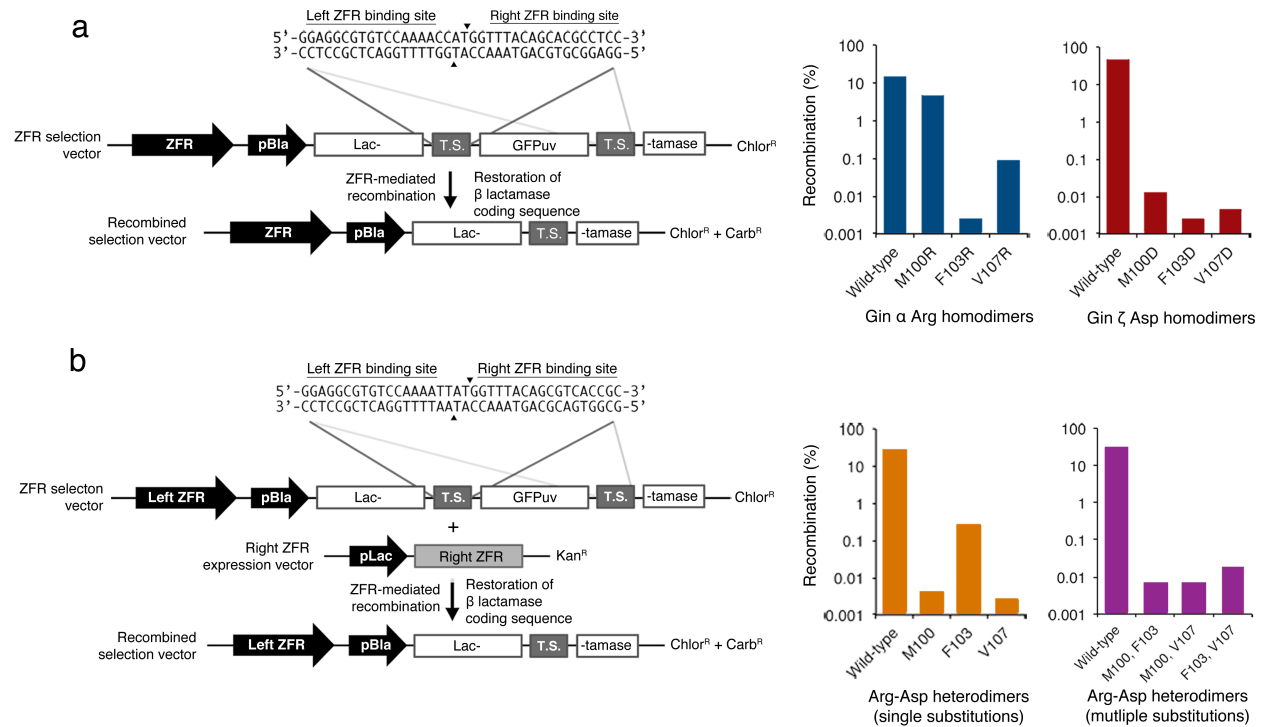 a
Left ZFR binding site
Right ZFR binding site
5’-GGAGGCGTGTCCAAAACCATGGTTTACAGCACGCCTCC-3’
3’-CCTCCGCTCAGGTTTTGGTACCAAATGACGTGCGGAGG-5’
ZFR selection
vector
ZFR
pBla
Lac-
T.S.
GFPuv
T.S.
-tamase
Chlorᴿ
ZFR-mediated
recombination
Restoration of
β lactamase
coding sequence
Recombined
selection vector
ZFR
pBla
Lac-
T.S.
-tamase
Chlorᴿ + Carbᴿ
Recombination (%)
100
10
1
0.1
0.01
0.001
Wild-type
M100R
F103R
V107R
Gin α Arg homodimers
100
10
1
0.1
0.01
0.001
Wild-type
M100D
F103D
V107D
Gin ζ Asp homodimers
b
Left ZFR binding site
Right ZFR binding site
5’-GGAGGCGTGTCCAAAATTATGGTTTACAGCGTCACCGC-3’
3’-CCTCCGCTCAGGTTTTAATACCAAATGACGCAGTGGCG-5’
ZFR selecton
vector
Left ZFR
pBla
Lac-
T.S.
GFPuv
T.S.
-tamase
Chlorᴿ
+
Right ZFR
expression vector
pLac
Right ZFR
Kanᴿ
ZFR-mediated
recombination
Restoration of
β lactamase
coding sequence
Recombined
selection vector
Left ZFR
pBla
Lac-
T.S.
-tamase
Chlorᴿ + Carbᴿ
Recombination (%)
100
10
1
0.1
0.01
0.001
Wild-type
M100
F103
V107
Arg-Asp heterodimers
(single substitutions)
100
10
1
0.1
0.01
0.001
Wild-type
M100, F103
M100, V107
F103, V107
Arg-Asp heterodimers
(mutliple substitutions)